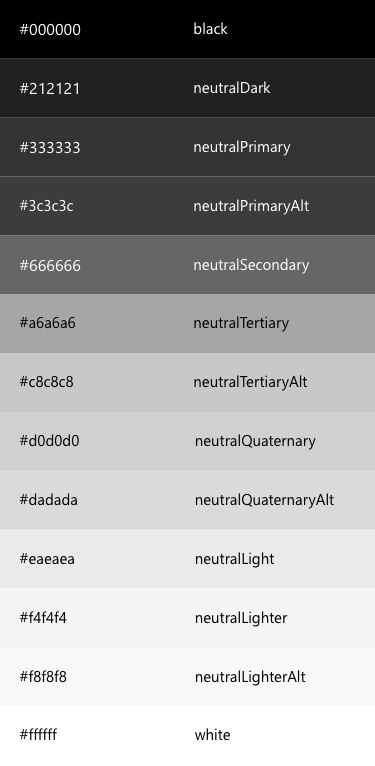 #000000 black
#212121 neutralDark
#333333 neutralPrimary
#3c3c3c neutralPrimaryAlt
#666666 neutralSecondary
#a6a6a6 neutralTertiary
#c8c8c8 neutralTertiaryAlt
#d0d0d0 neutralQuaternary
#dadada neutralQuaternaryAlt
#eaeaea neutralLight
#f4f4f4 neutralLighter
#f8f8f8 neutralLighterAlt
#ffffff white